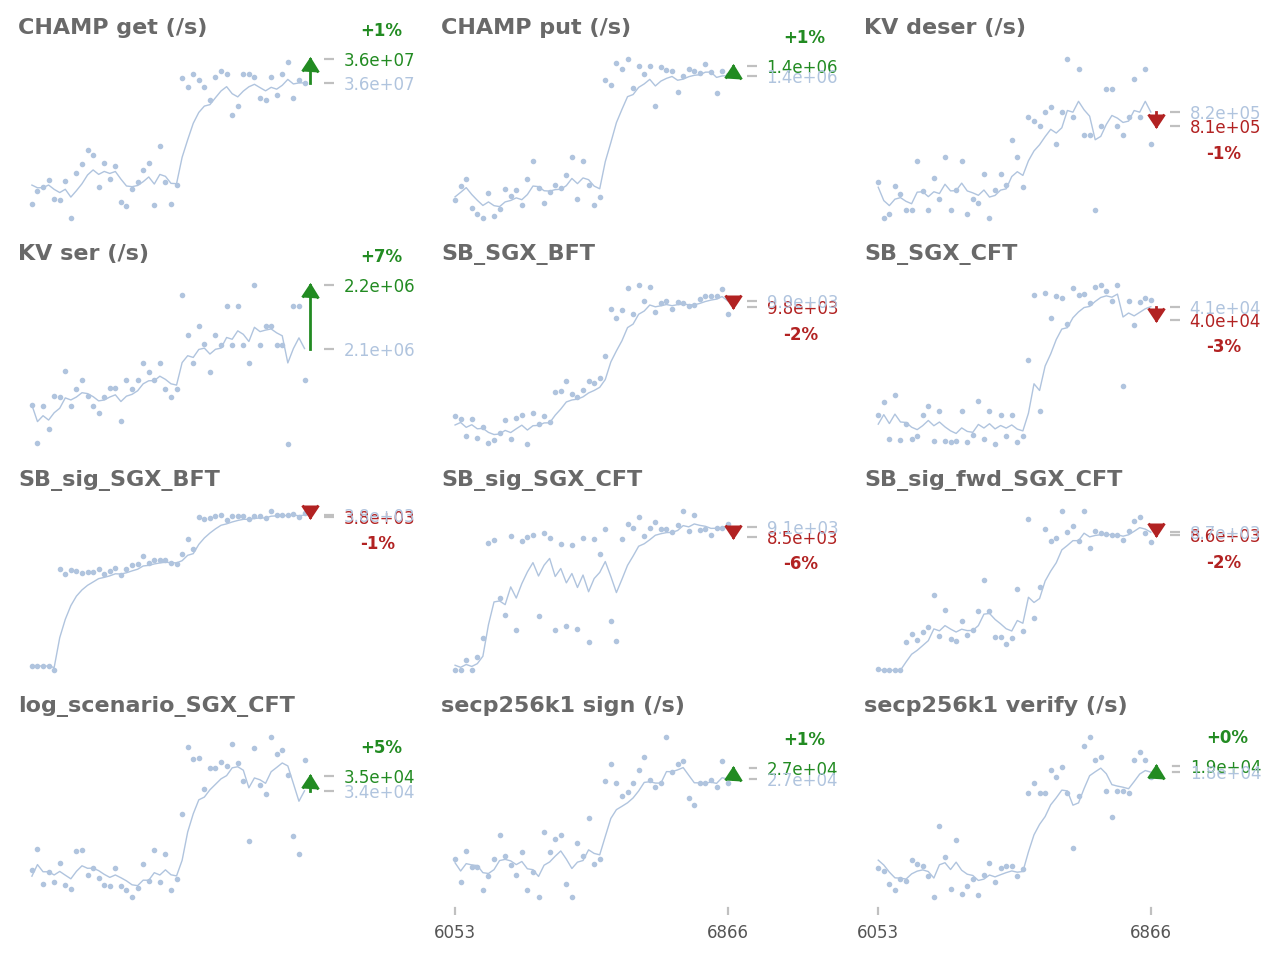 CHAMP get (/s)
+1%
3.6e+07
3.6e+07
CHAMP put (/s)
+1%
1.4e+06
1.4e+06
KV deser (/s)
8.2e+05
8.1e+05
-1%
KV ser (/s)
+7%
2.2e+06
2.1e+06
SB_SGX_BFT
9.8e+03
-2%
SB_SGX_CFT
4.1e+04
4.0e+04
-3%
SB_sig_SGX_BFT
3.8e+03
-1%
SB_sig_SGX_CFT
9.1e+03
8.5e+03
-6%
SB_sig_fwd_SGX_CFT
8.6e+03
-2%
log_scenario_SGX_CFT
+5%
3.5e+04
3.4e+04
secp256k1 sign (/s)
+1%
2.7e+04
2.7e+04
secp256k1 verify (/s)
+0%
1.9e+04
1.8e+04
6053
6866
6053
6866